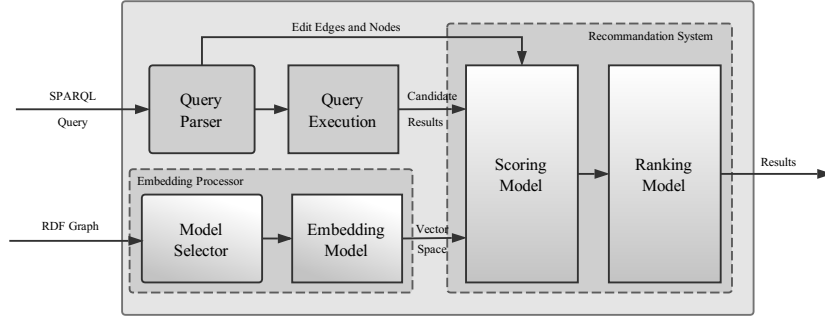 Edit Edges and Nodes
Recommandation System
SPARQL
Query
Query
Parser
Query
Execution
Candidate
Results
Scoring
Model
Ranking
Model
Results
Embedding Processor
RDF Graph
Model
Selector
Embedding
Model
Vector
Space